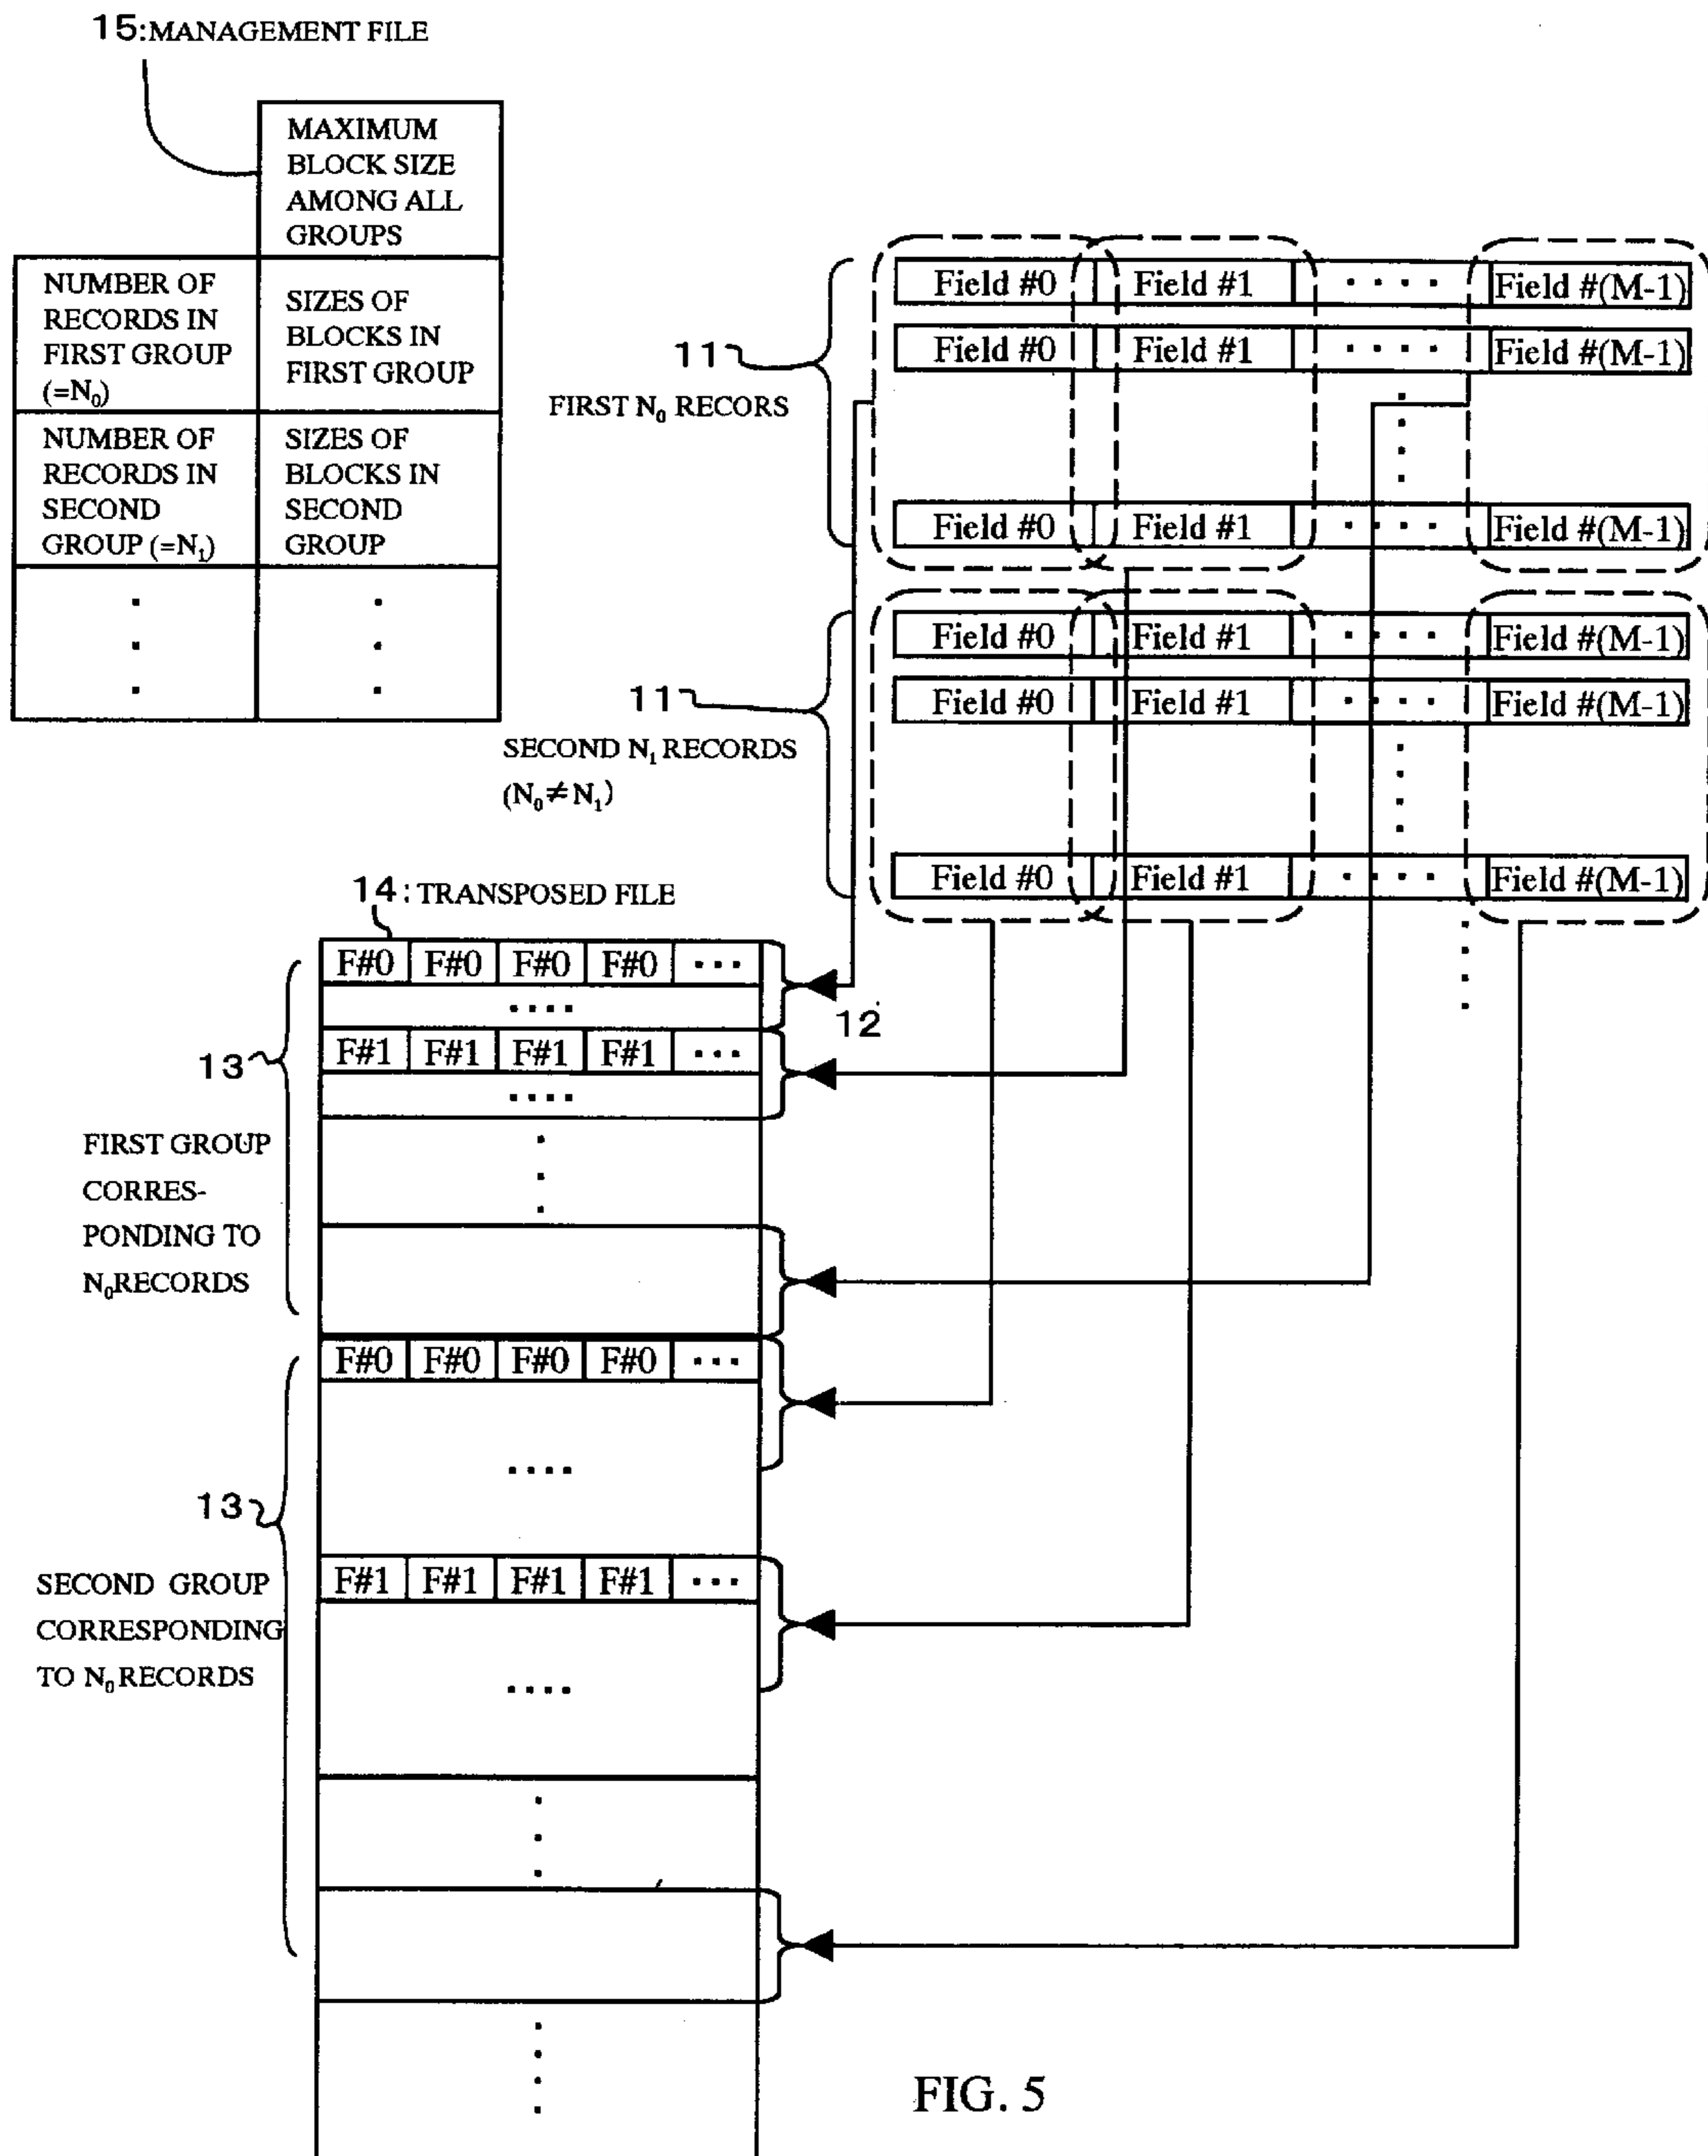 15:MANAGEMENT FILE
MAXIMUM
BLOCK SIZE
AMONG ALL
GROUPS
NUMBER OF
RECORDS IN
FIRST GROUP
(=N₀)
SIZES OF
BLOCKS IN
FIRST GROUP
NUMBER OF
RECORDS IN
SECOND
GROUP (=N₁)
SIZES OF
BLOCKS IN
SECOND
GROUP
Field #0 Field #1 ···· Field #(M-1)
Field #0 Field #1 ···· Field #(M-1)
11
FIRST N₀ RECORS
Field #0 Field #1 ···· Field #(M-1)
Field #0 Field #1 ···· Field #(M-1)
11
Field #0 Field #1 ···· Field #(M-1)
SECOND N₁ RECORDS
(N₀≠N₁)
Field #0 Field #1 ···· Field #(M-1)
14: TRANSPOSED FILE
F#0 F#0 F#0 F#0 ···
····
12
F#1 F#1 F#1 F#1 ···
····
13
FIRST GROUP
CORRES-
PONDING TO
N₀RECORDS
F#0 F#0 F#0 F#0 ···
····
13
F#1 F#1 F#1 F#1 ···
····
SECOND GROUP
CORRESPONDING
TO N₀ RECORDS
FIG. 5